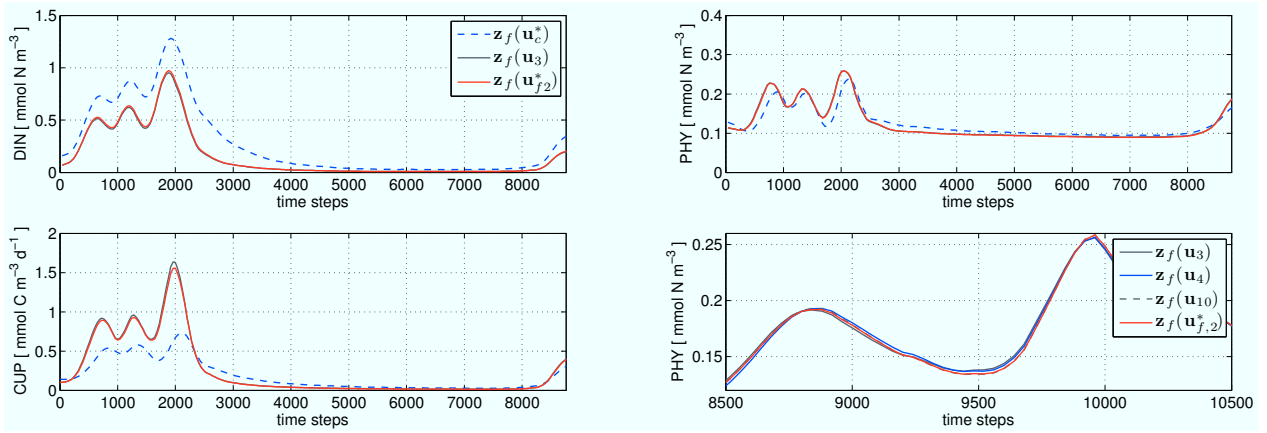 DIN [ mmol N m⁻³ ]
1.5
1
0.5
0
0 1000 2000 3000 4000 5000 6000 7000 8000
time steps
z_f(u_c^*)
z_f(u_3)
z_f(u_{f2}^*)
PHY [ mmol N m⁻³ ]
0.4
0.3
0.2
0.1
0
0 1000 2000 3000 4000 5000 6000 7000 8000
time steps
CUP [ mmol C m⁻³ d⁻¹ ]
2
1.5
1
0.5
0
0 1000 2000 3000 4000 5000 6000 7000 8000
time steps
PHY [ mmol N m⁻³ ]
0.25
0.2
0.15
8500 9000 9500 10000 10500
time steps
z_f(u_3)
z_f(u_4)
z_f(u_{10})
z_f(u_{f,2}^*)